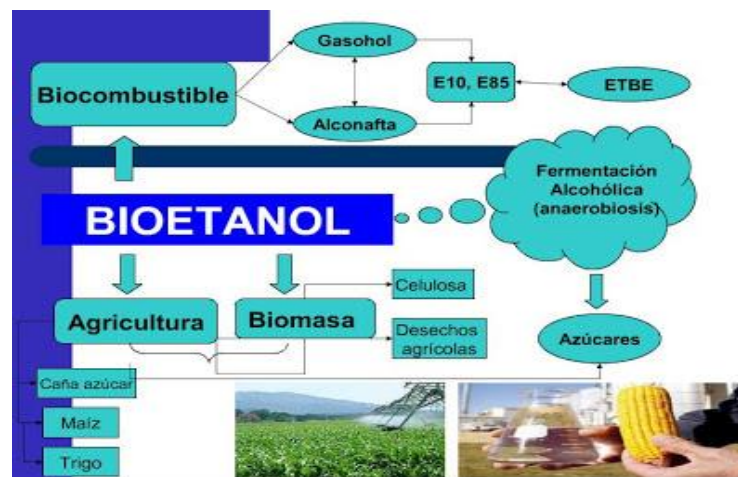 Gasohol
Biocombustible
E10, E85
ETBE
Alconafta
Fermentación
Alcohólica
(anaerobiosis)
BIOETANOL
Celulosa
Agricultura
Biomasa
Desechos
agrícolas
Azúcares
Caña azúcar
Maíz
Trigo